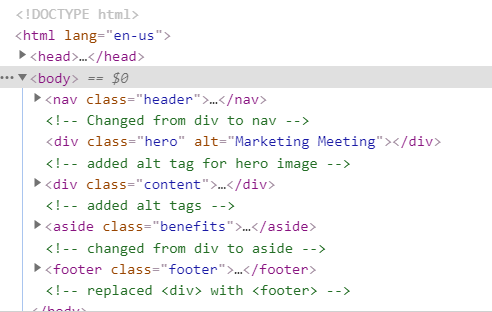 <!DOCTYPE html>
<html lang="en-us">
<head>…</head>
<body> == $0
<nav class="header">…</nav>
<!-- Changed from div to nav -->
<div class="hero" alt="Marketing Meeting"></div>
<!-- added alt tag for hero image -->
<div class="content">…</div>
<!-- added alt tags -->
<aside class="benefits">…</aside>
<!-- changed from div to aside -->
<footer class="footer">…</footer>
<!-- replaced <div> with <footer> -->
</body>